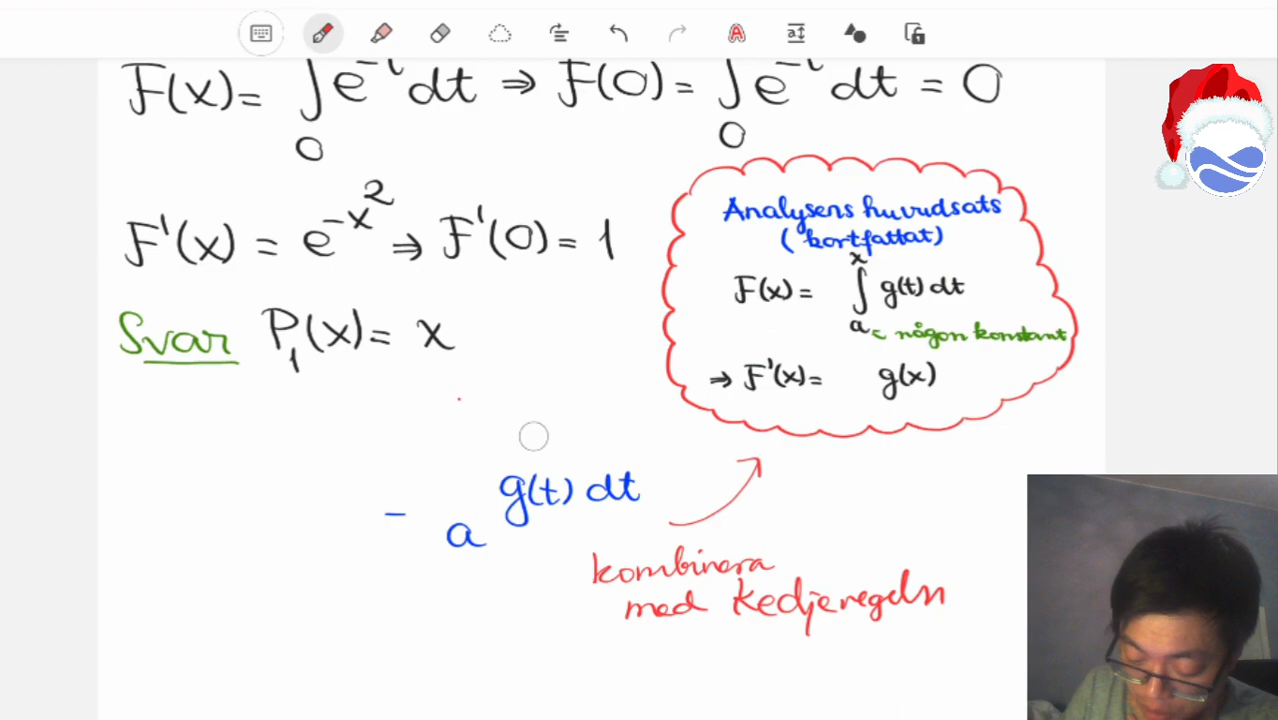 F(x) = ∫₀ e⁻ dt ⇒ F(0) = ∫₀ e⁻ dt = 0
F'(x) = e^{-x^2} ⇒ F'(0) = 1
Svar P₁(x) = x
Analysens huvudsats
(kortfattat)
F(x) = ∫ₐˣ g(t) dt
a ← någon konstant
⇒ F'(x) = g(x)
- a g(t) dt
kombinera
med kedjeregeln